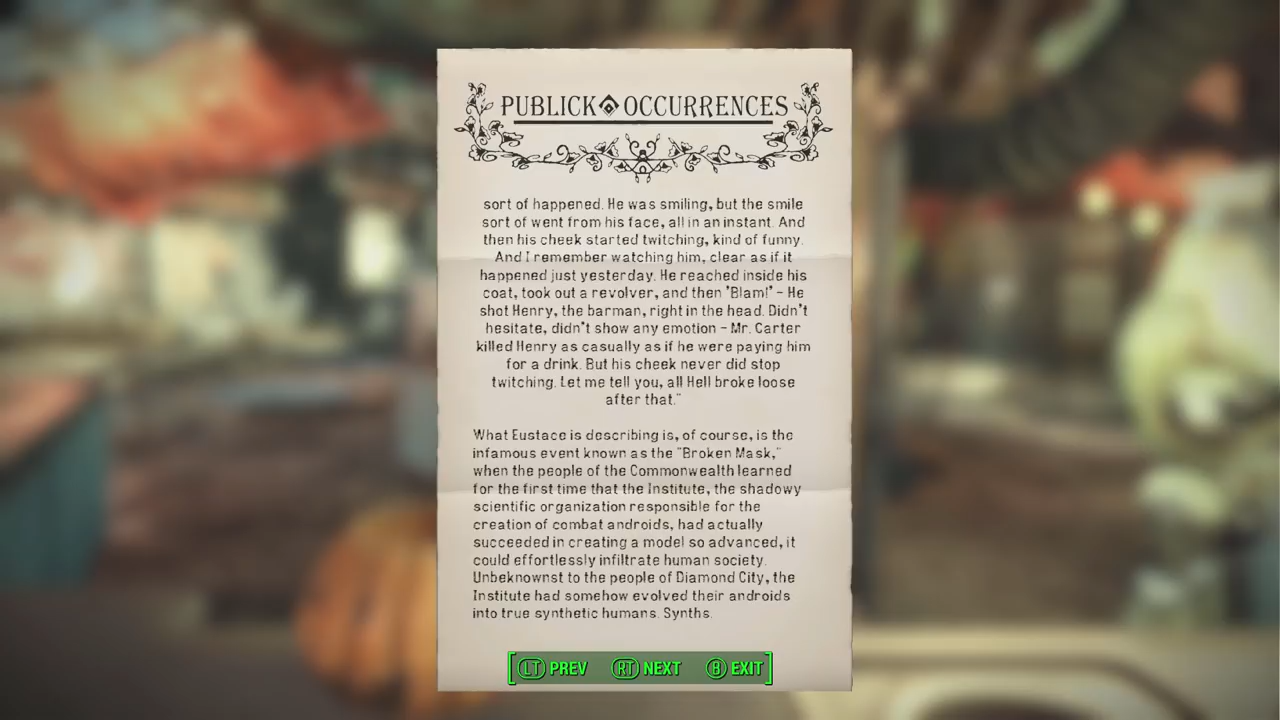 PUBLICK OCCURRENCES
sort of happened. He was smiling, but the smile
sort of went from his face, all in an instant. And
then his cheek started twitching, kind of funny.
And I remember watching him, clear as if it
happened just yesterday. He reached inside his
coat, took out a revolver, and then 'Blam!' - He
shot Henry, the barman, right in the head. Didn't
hesitate, didn't show any emotion - Mr. Carter
killed Henry as casually as if he were paying him
for a drink. But his cheek never did stop
twitching. Let me tell you, all Hell broke loose
after that."
What Eustace is describing is, of course, is the
infamous event known as the "Broken Mask,"
when the people of the Commonwealth learned
for the first time that the Institute, the shadowy
scientific organization responsible for the
creation of combat androids, had actually
succeeded in creating a model so advanced, it
could effortlessly infiltrate human society.
Unbeknownst to the people of Diamond City, the
Institute had somehow evolved their androids
into true synthetic humans. Synths.
LT PREV RT NEXT B EXIT